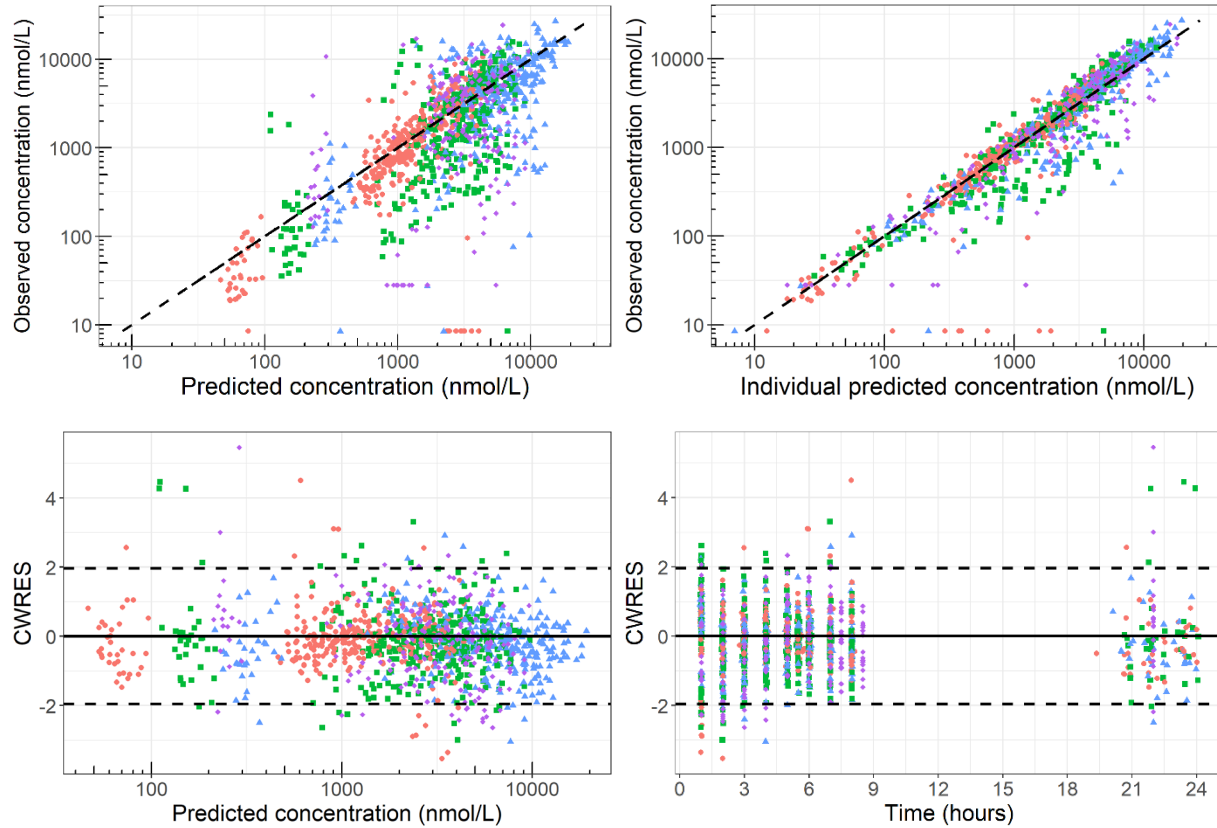 Observed concentration (nmol/L)
10000
1000
100
10
10 100 1000 10000
Predicted concentration (nmol/L)
Observed concentration (nmol/L)
10000
1000
100
10
10 100 1000 10000
Individual predicted concentration (nmol/L)
CWRES
4
2
0
-2
100 1000 10000
Predicted concentration (nmol/L)
CWRES
4
2
0
-2
0 3 6 9 12 15 18 21 24
Time (hours)